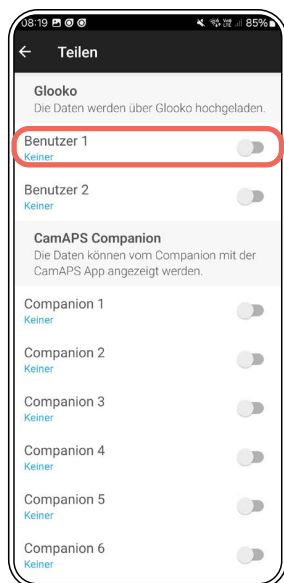 08:19
85%
Teilen
Glooko
Die Daten werden über Glooko hochgeladen.
Benutzer 1
Keiner
Benutzer 2
Keiner
CamAPS Companion
Die Daten können vom Companion mit der
CamAPS App angezeigt werden.
Companion 1
Keiner
Companion 2
Keiner
Companion 3
Keiner
Companion 4
Keiner
Companion 5
Keiner
Companion 6
Keiner